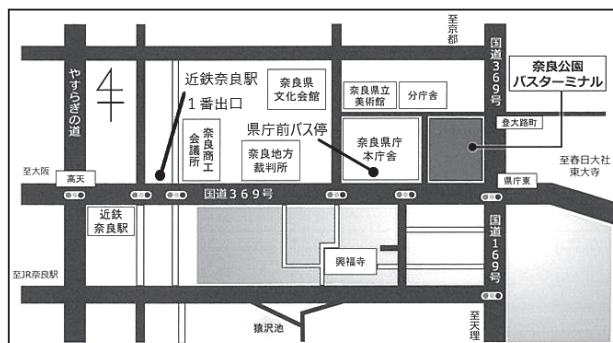 至京都
国道369号
奈良公園
バスターミナル
やすらぎの道
近鉄奈良駅
1番出口
奈良県
文化会館
奈良県立
美術館
分庁舎
登大路町
奈良商工
会議所
奈良地方
裁判所
県庁前バス停
奈良県庁
本庁舎
至春日大社
東大寺
至大阪
高天
国道369号
県庁東
近鉄
奈良駅
国道169号
興福寺
至JR奈良駅
猿沢池
至天理